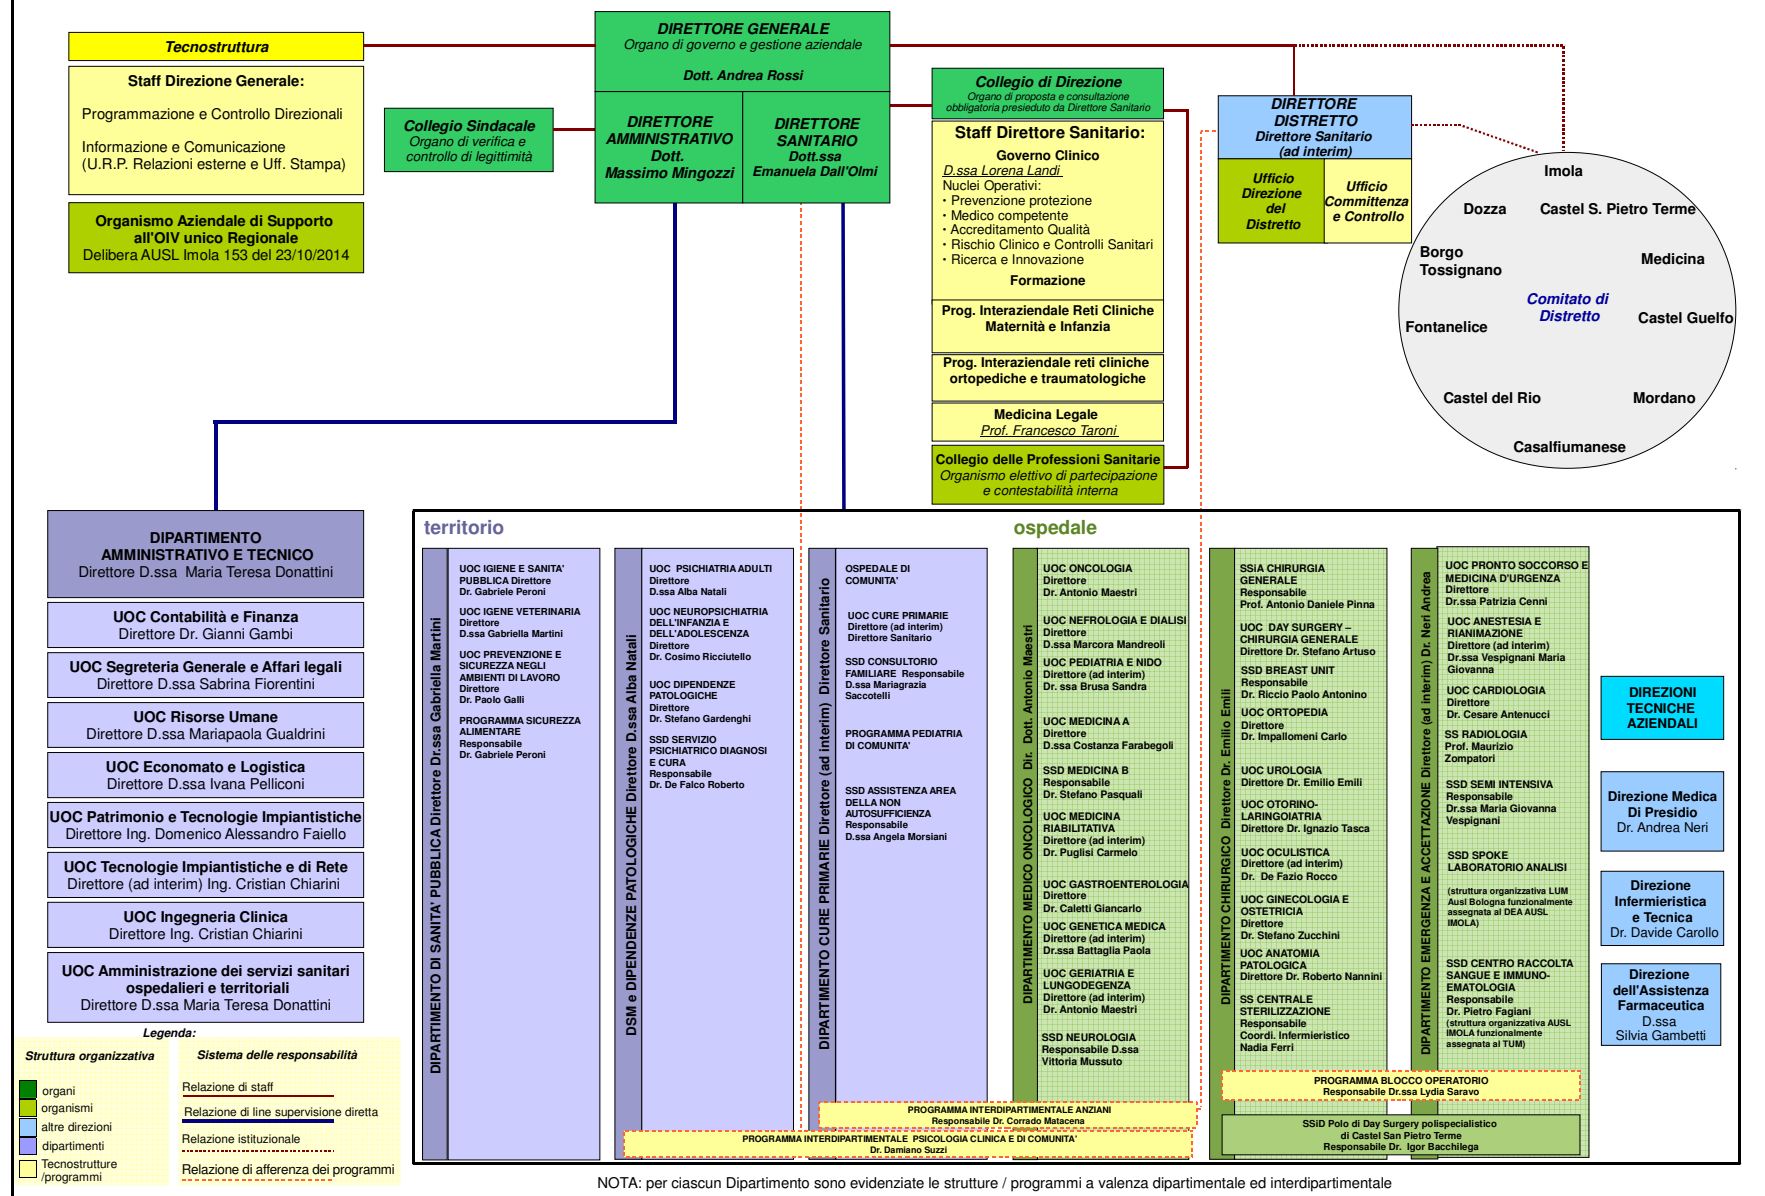 Tecnostruttura
Staff Direzione Generale:
Programmazione e Controllo Direzionali
Informazione e Comunicazione
(U.R.P. Relazioni esterne e Uff. Stampa)
Organismo Aziendale di Supporto
all'OIV unico Regionale
Delibera AUSL Imola 153 del 23/10/2014
DIRETTORE GENERALE
Organo di governo e gestione aziendale
Dott. Andrea Rossi
DIRETTORE
AMMINISTRATIVO
Dott.
Massimo Mingozzi
DIRETTORE
SANITARIO
Dott.ssa
Emanuela Dall'Olmi
Collegio Sindacale
Organo di verifica e
controllo di legittimità
Collegio di Direzione
Organo di proposta e consultazione
obbligatoria presieduto da Direttore Sanitario
Staff Direttore Sanitario:
Governo Clinico
D.ssa Lorena Landi
Nuclei Operativi:
• Prevenzione protezione
• Medico competente
• Accreditamento Qualità
• Rischio Clinico e Controlli Sanitari
• Ricerca e Innovazione
Formazione
Prog. Interaziendale Reti Cliniche
Maternità e Infanzia
Prog. Interaziendale reti cliniche
ortopediche e traumatologiche
Medicina Legale
Prof. Francesco Taroni
Collegio delle Professioni Sanitarie
Organismo elettivo di partecipazione
e contestabilità interna
DIRETTORE
DISTRETTO
Direttore Sanitario
(ad interim)
Ufficio
Direzione
del
Distretto
Ufficio
Committenza
e Controllo
Imola
Dozza
Castel S. Pietro Terme
Borgo
Tossignano
Medicina
Comitato di
Distretto
Fontanelice
Castel Guelfo
Castel del Rio
Mordano
Casalfiumanese
DIPARTIMENTO
AMMINISTRATIVO E TECNICO
Direttore D.ssa Maria Teresa Donattini
UOC Contabilità e Finanza
Direttore Dr. Gianni Gambi
UOC Segreteria Generale e Affari legali
Direttore D.ssa Sabrina Fiorentini
UOC Risorse Umane
Direttore D.ssa Mariapaola Gualdrini
UOC Economato e Logistica
Direttore D.ssa Ivana Pelliconi
UOC Patrimonio e Tecnologie Impiantistiche
Direttore Ing. Domenico Alessandro Faiello
UOC Tecnologie Impiantistiche e di Rete
Direttore (ad interim) Ing. Cristian Chiarini
UOC Ingegneria Clinica
Direttore Ing. Cristian Chiarini
UOC Amministrazione dei servizi sanitari
ospedalieri e territoriali
Direttore D.ssa Maria Teresa Donattini
Legenda:
Struttura organizzativa
organi
organismi
altre direzioni
dipartimenti
Tecnostrutture
/programmi
Sistema delle responsabilità
Relazione di staff
Relazione di line supervisione diretta
Relazione istituzionale
Relazione di afferenza dei programmi
territorio
DIPARTIMENTO DI SANITA' PUBBLICA Direttore Dr.ssa Gabriella Martini
UOC IGIENE E SANITA'
PUBBLICA Direttore
Dr. Gabriele Peroni
UOC IGENE VETERINARIA
Direttore
D.ssa Gabriella Martini
UOC PREVENZIONE E
SICUREZZA NEGLI
AMBIENTI DI LAVORO
Direttore
Dr. Paolo Galli
PROGRAMMA SICUREZZA
ALIMENTARE
Responsabile
Dr. Gabriele Peroni
DSM e DIPENDENZE PATOLOGICHE Direttore D.ssa Alba Natali
UOC PSICHIATRIA ADULTI
Direttore
D.ssa Alba Natali
UOC NEUROPSICHIATRIA
DELL'INFANZIA E
DELL'ADOLESCENZA
Direttore
Dr. Cosimo Ricciutello
UOC DIPENDENZE
PATOLOGICHE
Direttore
Dr. Stefano Gardenghi
SSD SERVIZIO
PSICHIATRICO DIAGNOSI
E CURA
Responsabile
Dr. De Falco Roberto
DIPARTIMENTO CURE PRIMARIE Direttore (ad interim) Direttore Sanitario
OSPEDALE DI
COMUNITA'
UOC CURE PRIMARIE
Direttore (ad interim)
Direttore Sanitario
SSD CONSULTORIO
FAMILIARE Responsabile
D.ssa Mariagrazia
Saccotelli
PROGRAMMA PEDIATRIA
DI COMUNITA'
SSD ASSISTENZA AREA
DELLA NON
AUTOSUFFICIENZA
Responsabile
D.ssa Angela Morsiani
ospedale
DIPARTIMENTO MEDICO ONCOLOGICO Dir. Dott. Antonio Maestri
UOC ONCOLOGIA
Direttore
Dr. Antonio Maestri
UOC NEFROLOGIA E DIALISI
Direttore
D.ssa Marcora Mandreoli
UOC PEDIATRIA E NIDO
Direttore (ad interim)
Dr. ssa Brusa Sandra
UOC MEDICINA A
Direttore
D.ssa Costanza Farabegoli
SSD MEDICINA B
Responsabile
Dr. Stefano Pasquali
UOC MEDICINA
RIABILITATIVA
Direttore (ad interim)
Dr. Puglisi Carmelo
UOC GASTROENTEROLOGIA
Direttore
Dr. Caletti Giancarlo
UOC GENETICA MEDICA
Direttore (ad interim)
Dr.ssa Battaglia Paola
UOC GERIATRIA E
LUNGODEGENZA
Direttore (ad interim)
Dr. Antonio Maestri
SSD NEUROLOGIA
Responsabile D.ssa
Vittoria Mussuto
DIPARTIMENTO CHIRURGICO Direttore Dr. Emilio Emili
SSiA CHIRURGIA
GENERALE
Responsabile
Prof. Antonio Daniele Pinna
UOC DAY SURGERY –
CHIRURGIA GENERALE
Direttore Dr. Stefano Artuso
SSD BREAST UNIT
Responsabile
Dr. Riccio Paolo Antonino
UOC ORTOPEDIA
Direttore
Dr. Impallomeni Carlo
UOC UROLOGIA
Direttore Dr. Emilio Emili
UOC OTORINO-
LARINGOIATRIA
Direttore Dr. Ignazio Tasca
UOC OCULISTICA
Direttore (ad interim)
Dr. De Fazio Rocco
UOC GINECOLOGIA E
OSTETRICIA
Direttore
Dr. Stefano Zucchini
UOC ANATOMIA
PATOLOGICA
Direttore Dr. Roberto Nannini
SS CENTRALE
STERILIZZAZIONE
Responsabile
Coordi. Infermieristico
Nadia Ferri
DIPARTIMENTO EMERGENZA E ACCETTAZIONE Direttore (ad interim) Dr. Neri Andrea
UOC PRONTO SOCCORSO E
MEDICINA D'URGENZA
Direttore
Dr.ssa Patrizia Cenni
UOC ANESTESIA E
RIANIMAZIONE
Direttore (ad interim)
Dr.ssa Vespignani Maria
Giovanna
UOC CARDIOLOGIA
Direttore
Dr. Cesare Antenucci
SS RADIOLOGIA
Prof. Maurizio
Zompatori
SSD SEMI INTENSIVA
Responsabile
Dr.ssa Maria Giovanna
Vespignani
SSD SPOKE
LABORATORIO ANALISI
(struttura organizzativa LUM
Ausl Bologna funzionalmente
assegnata al DEA AUSL
IMOLA)
SSD CENTRO RACCOLTA
SANGUE E IMMUNO-
EMATOLOGIA
Responsabile
Dr. Pietro Fagiani
(struttura organizzativa AUSL
IMOLA funzionalmente
assegnata al TUM)
PROGRAMMA BLOCCO OPERATORIO
Responsabile Dr.ssa Lydia Saravo
PROGRAMMA INTERDIPARTIMENTALE ANZIANI
Responsabile Dr. Corrado Matacena
PROGRAMMA INTERDIPARTIMENTALE PSICOLOGIA CLINICA E DI COMUNITA'
Dr. Damiano Suzzi
SSiD Polo di Day Surgery polispecialistico
di Castel San Pietro Terme
Responsabile Dr. Igor Bacchilega
DIREZIONI
TECNICHE
AZIENDALI
Direzione Medica
Di Presidio
Dr. Andrea Neri
Direzione
Infermieristica
e Tecnica
Dr. Davide Carollo
Direzione
dell'Assistenza
Farmaceutica
D.ssa
Silvia Gambetti
NOTA: per ciascun Dipartimento sono evidenziate le strutture / programmi a valenza dipartimentale ed interdipartimentale